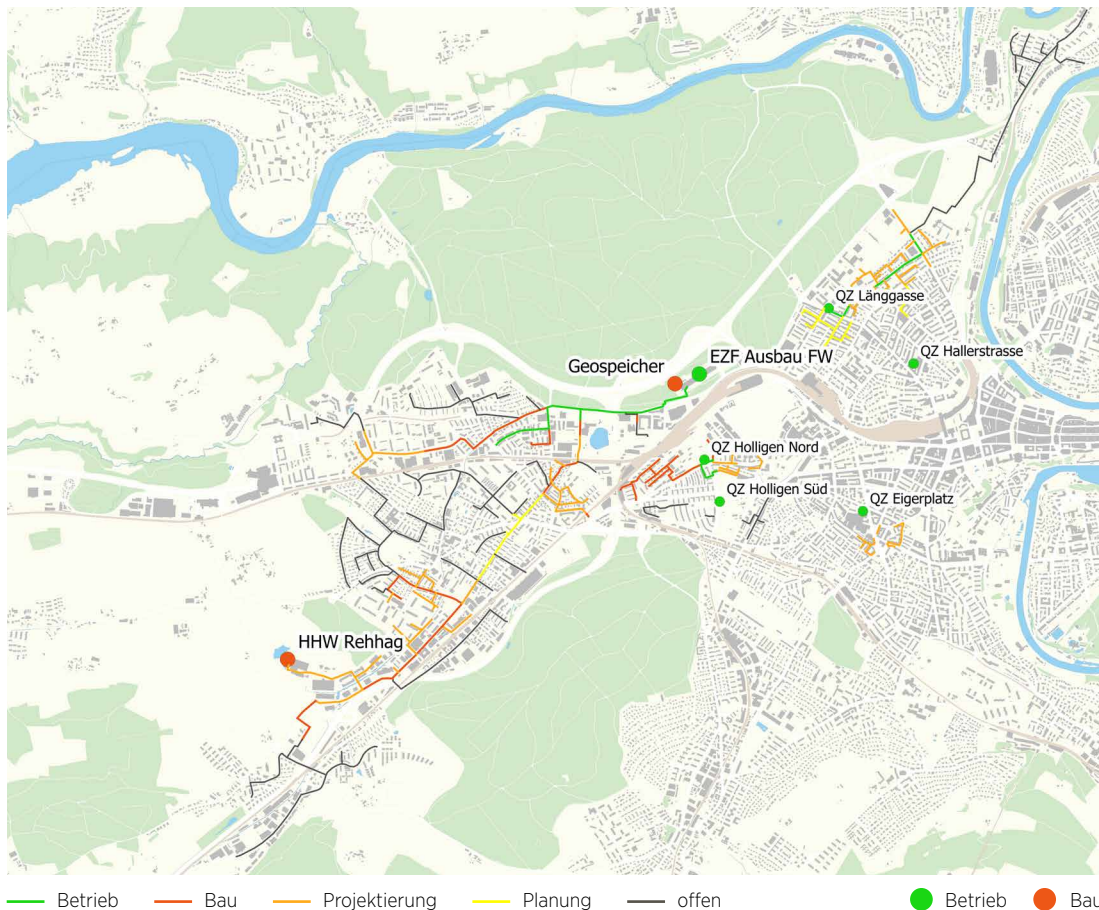 QZ Länggasse
QZ Hallerstrasse
EZF Ausbau FW
Geospeicher
QZ Holligen Nord
QZ Holligen Süd
QZ Eigerplatz
HHW Rehhag
Betrieb Bau Projektierung Planung offen Betrieb Bau